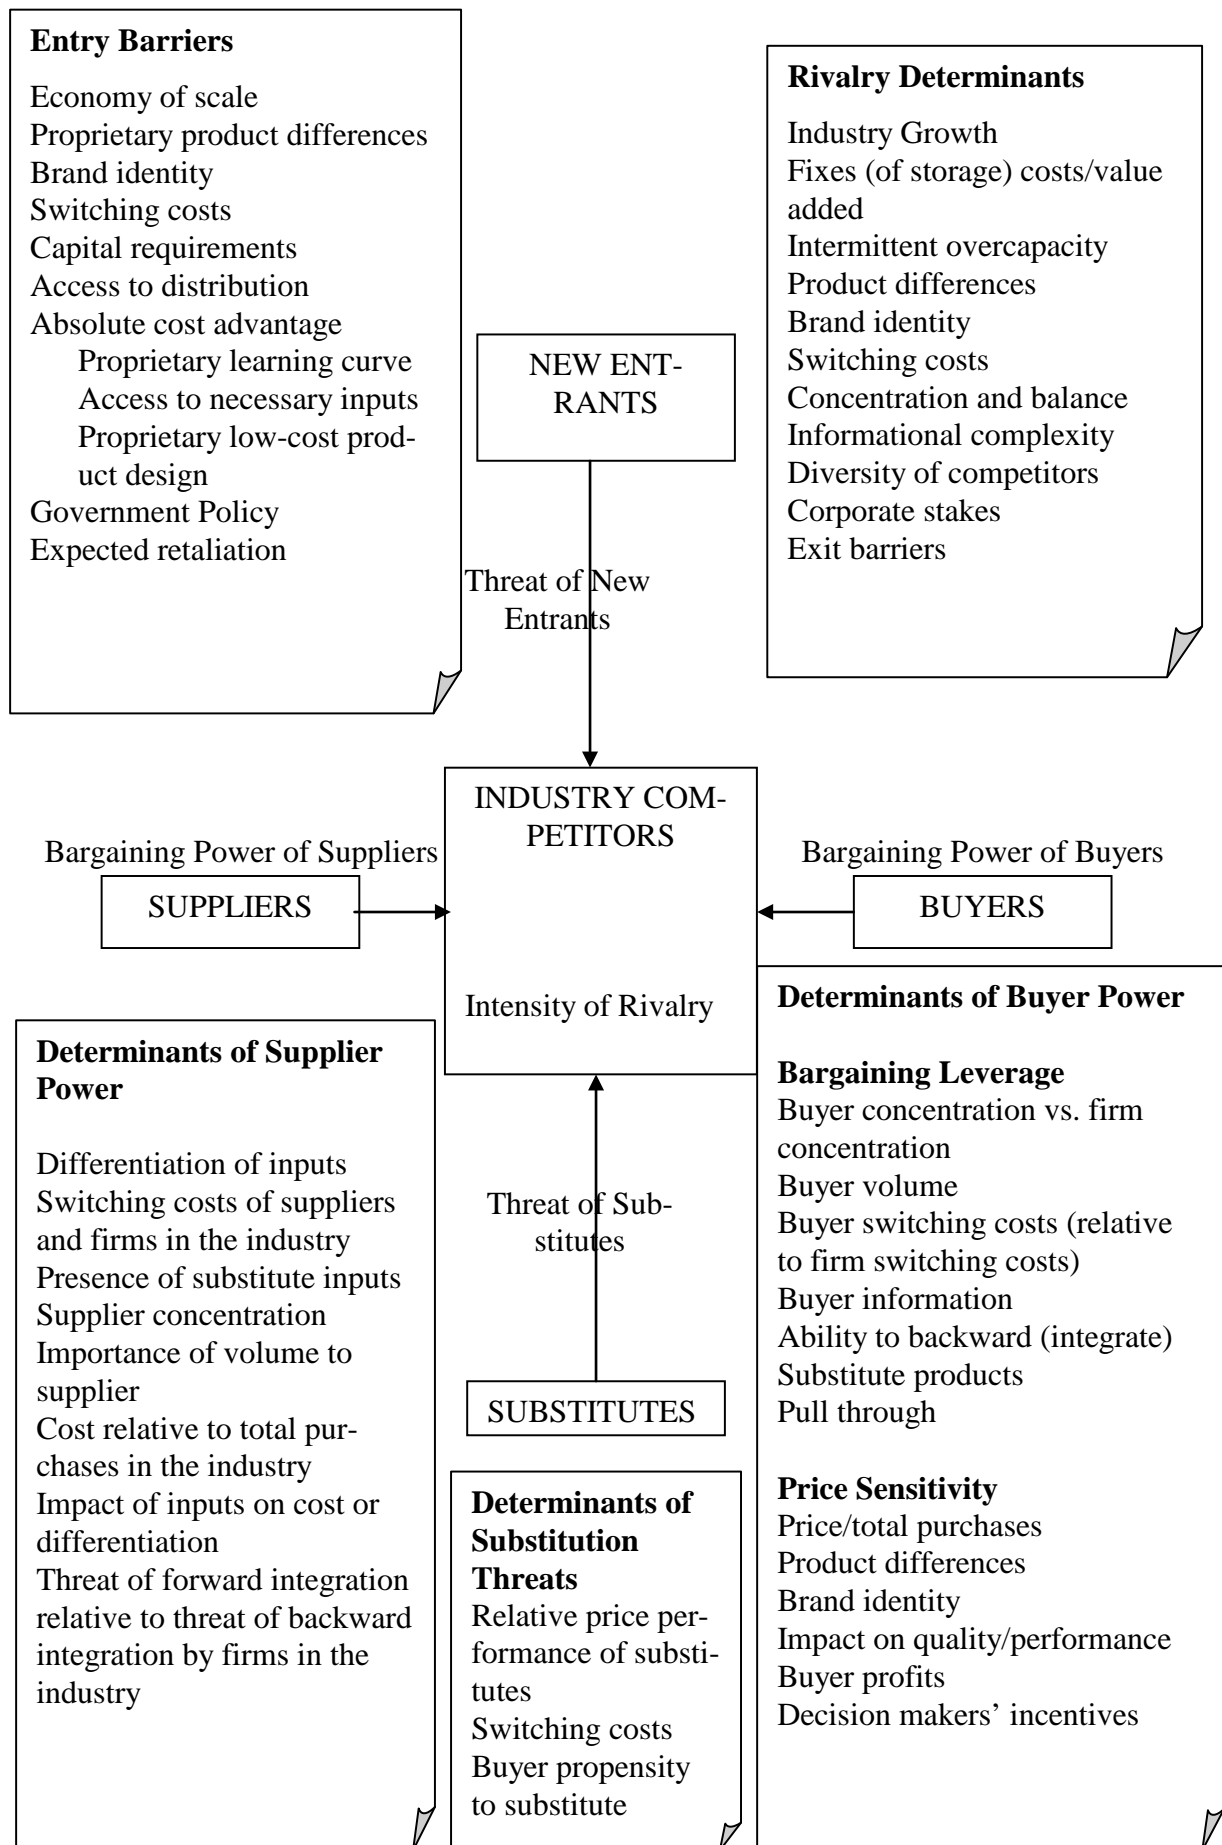 Entry Barriers
Economy of scale
Proprietary product differences
Brand identity
Switching costs
Capital requirements
Access to distribution
Absolute cost advantage
Proprietary learning curve
Access to necessary inputs
Proprietary low-cost prod-
uct design
Government Policy
Expected retaliation
Rivalry Determinants
Industry Growth
Fixes (of storage) costs/value
added
Intermittent overcapacity
Product differences
Brand identity
Switching costs
Concentration and balance
Informational complexity
Diversity of competitors
Corporate stakes
Exit barriers
NEW ENT-
RANTS
Threat of New
Entrants
INDUSTRY COM-
PETITORS
Intensity of Rivalry
Bargaining Power of Suppliers
SUPPLIERS
Bargaining Power of Buyers
BUYERS
Determinants of Supplier
Power
Differentiation of inputs
Switching costs of suppliers
and firms in the industry
Presence of substitute inputs
Supplier concentration
Importance of volume to
supplier
Cost relative to total pur-
chases in the industry
Impact of inputs on cost or
differentiation
Threat of forward integration
relative to threat of backward
integration by firms in the
industry
Threat of Sub-
stitutes
SUBSTITUTES
Determinants of
Substitution
Threats
Relative price per-
formance of substi-
tutes
Switching costs
Buyer propensity
to substitute
Determinants of Buyer Power
Bargaining Leverage
Buyer concentration vs. firm
concentration
Buyer volume
Buyer switching costs (relative
to firm switching costs)
Buyer information
Ability to backward (integrate)
Substitute products
Pull through
Price Sensitivity
Price/total purchases
Product differences
Brand identity
Impact on quality/performance
Buyer profits
Decision makers’ incentives